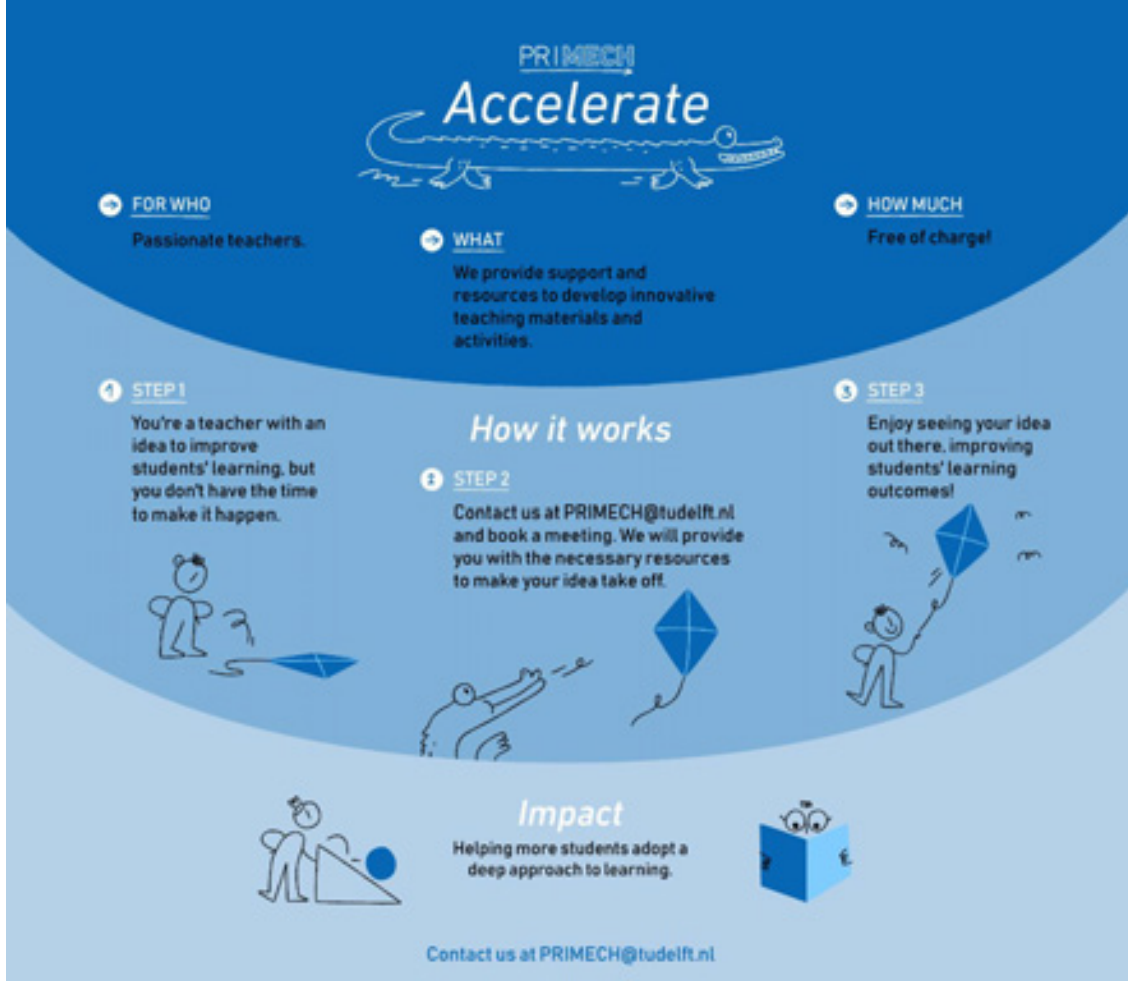 PRIMECH
Accelerate
FOR WHO
Passionate teachers.
WHAT
We provide support and
resources to develop innovative
teaching materials and
activities.
HOW MUCH
Free of charge!
How it works
1 STEP 1
You're a teacher with an
idea to improve
students' learning, but
you don't have the time
to make it happen.
2 STEP 2
Contact us at PRIMECH@tudelft.nl
and book a meeting. We will provide
you with the necessary resources
to make your idea take off.
3 STEP 3
Enjoy seeing your idea
out there, improving
students' learning
outcomes!
Impact
Helping more students adopt a
deep approach to learning.
Contact us at PRIMECH@tudelft.nl